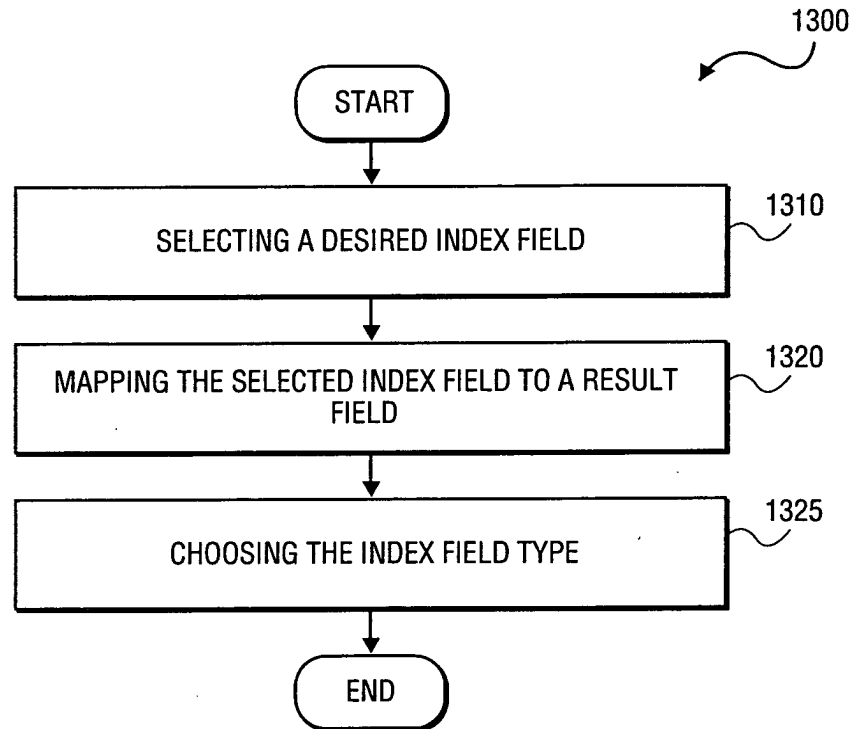 1300
START
1310
SELECTING A DESIRED INDEX FIELD
1320
MAPPING THE SELECTED INDEX FIELD TO A RESULT
FIELD
1325
CHOOSING THE INDEX FIELD TYPE
END